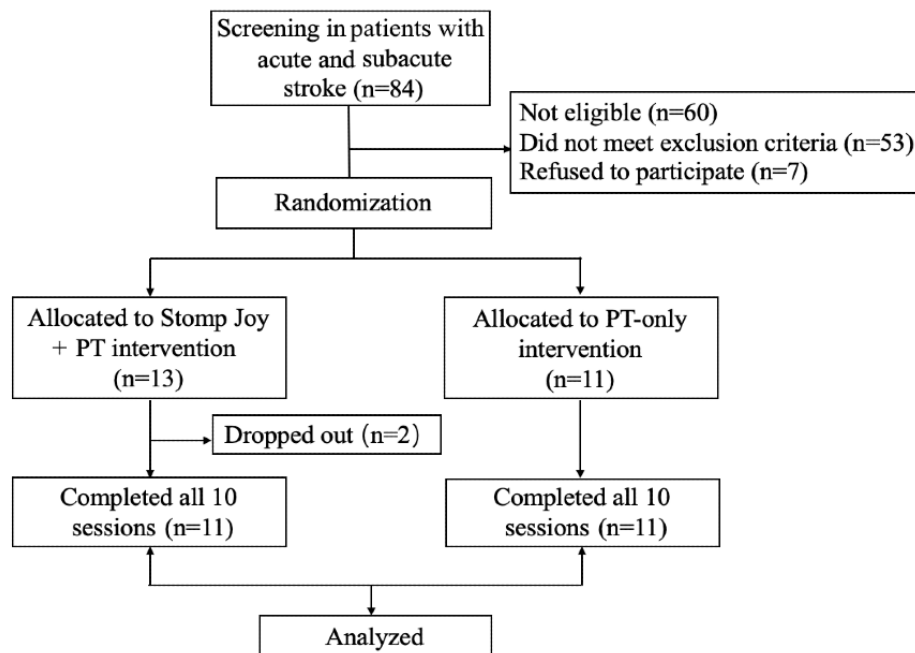 Screening in patients with
acute and subacute
stroke (n=84)
Not eligible (n=60)
Did not meet exclusion criteria (n=53)
Refused to participate (n=7)
Randomization
Allocated to Stomp Joy
+ PT intervention
(n=13)
Allocated to PT-only
intervention
(n=11)
Dropped out (n=2)
Completed all 10
sessions (n=11)
Completed all 10
sessions (n=11)
Analyzed